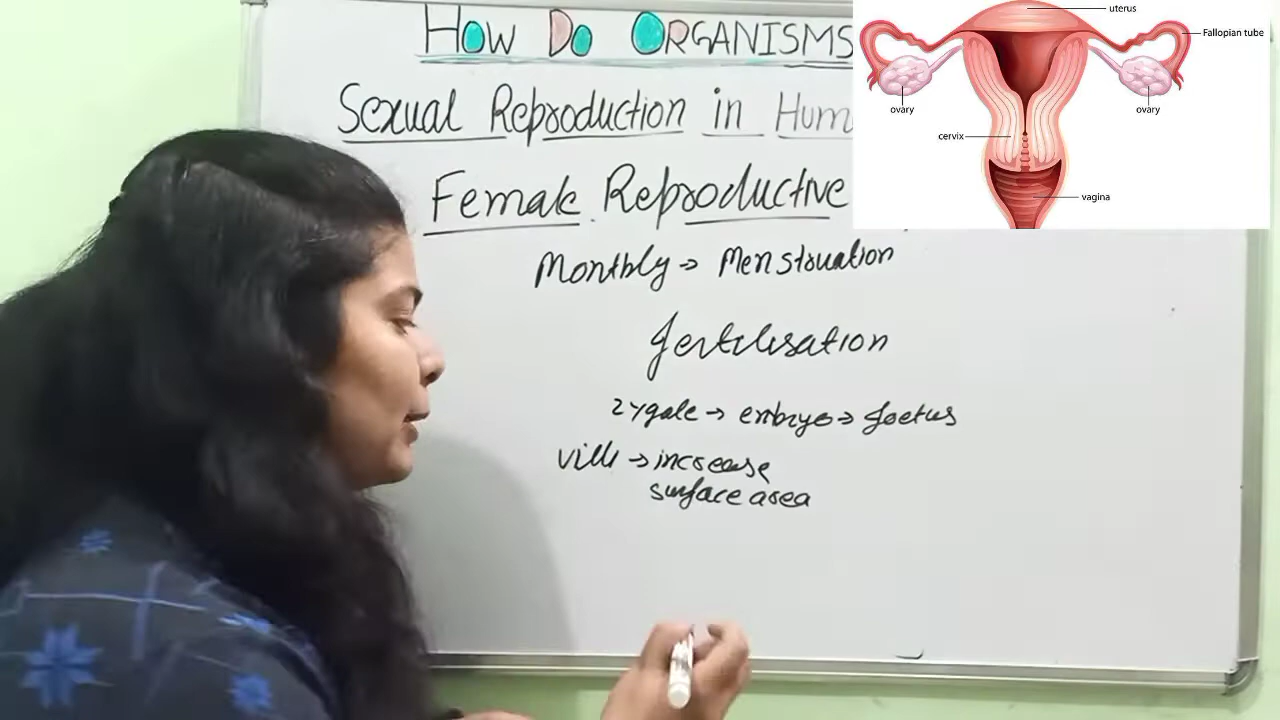 HOW DO ORGANISMS
Sexual Reproduction in Hum
Female Reproductive
Monthly → Menstruation
fertilisation
zygote → embryo → foetus
villi → increase
surface area
uterus
Fallopian tube
ovary
ovary
cervix
vagina